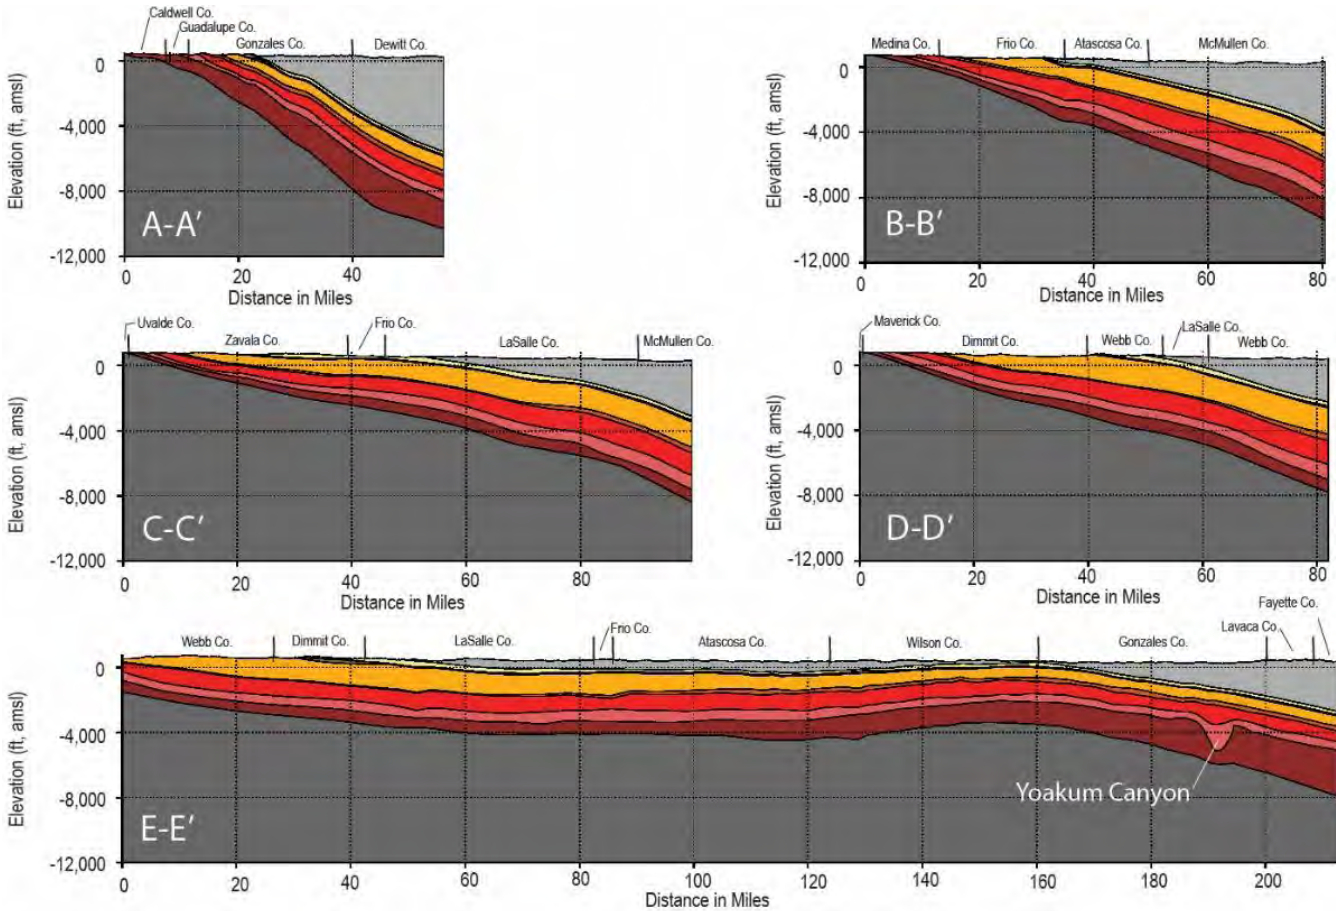 Caldwell Co.
Guadalupe Co.
Gonzales Co.
Dewitt Co.
Elevation (ft, amsl)
0
-4,000
-8,000
-12,000
A-A′
0
20
40
Distance in Miles
Medina Co.
Frio Co.
Atascosa Co.
McMullen Co.
Elevation (ft, amsl)
0
-4,000
-8,000
-12,000
B-B′
0
20
40
60
80
Distance in Miles
Uvalde Co.
Zavala Co.
Frio Co.
LaSalle Co.
McMullen Co.
Elevation (ft, amsl)
0
-4,000
-8,000
-12,000
C-C′
0
20
40
60
80
Distance in Miles
Maverick Co.
Dimmit Co.
Webb Co.
LaSalle Co.
Webb Co.
Elevation (ft, amsl)
0
-4,000
-8,000
-12,000
D-D′
0
20
40
60
80
Distance in Miles
Webb Co.
Dimmit Co.
LaSalle Co.
Frio Co.
Atascosa Co.
Wilson Co.
Gonzales Co.
Lavaca Co.
Fayette Co.
Elevation (ft, amsl)
0
-4,000
-8,000
-12,000
Yoakum Canyon
E-E′
0
20
40
60
80
100
120
140
160
180
200
Distance in Miles